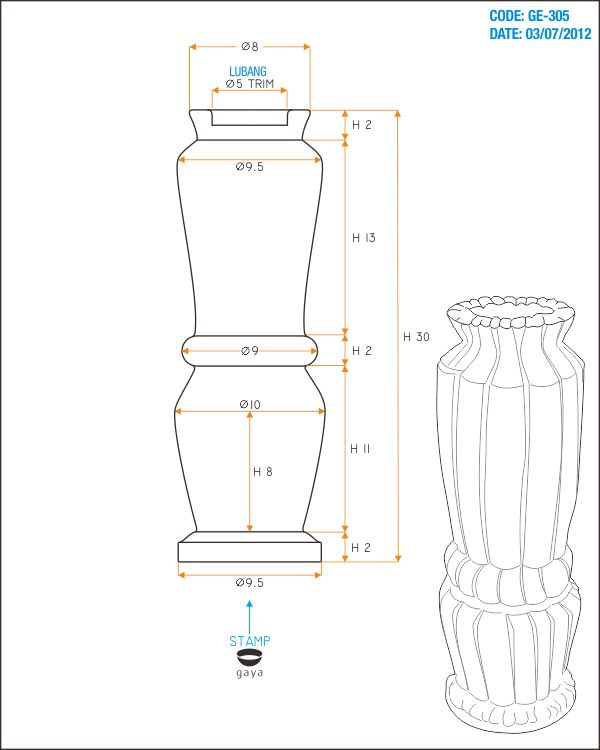 CODE: GE-305
DATE: 03/07/2012
Ø8
LUBANG
Ø5 TRIM
H 2
Ø9.5
H 13
H 30
Ø9
H 2
Ø10
H 11
H 8
H 2
Ø9.5
STAMP
gaya